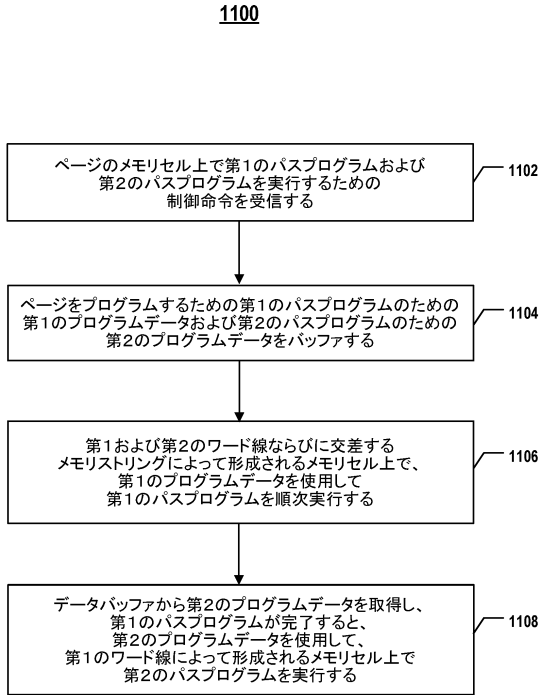 1100
ページのメモリセル上で第1のパスプログラムおよび
第2のパスプログラムを実行するための
制御命令を受信する
1102
ページをプログラムするための第1のパスプログラムのための
第1のプログラムデータおよび第2のパスプログラムのための
第2のプログラムデータをバッファする
1104
第1および第2のワード線ならびに交差する
メモリストリングによって形成されるメモリセル上で、
第1のプログラムデータを使用して
第1のパスプログラムを順次実行する
1106
データバッファから第2のプログラムデータを取得し、
第1のパスプログラムが完了すると、
第2のプログラムデータを使用して、
第1のワード線によって形成されるメモリセル上で
第2のパスプログラムを実行する
1108